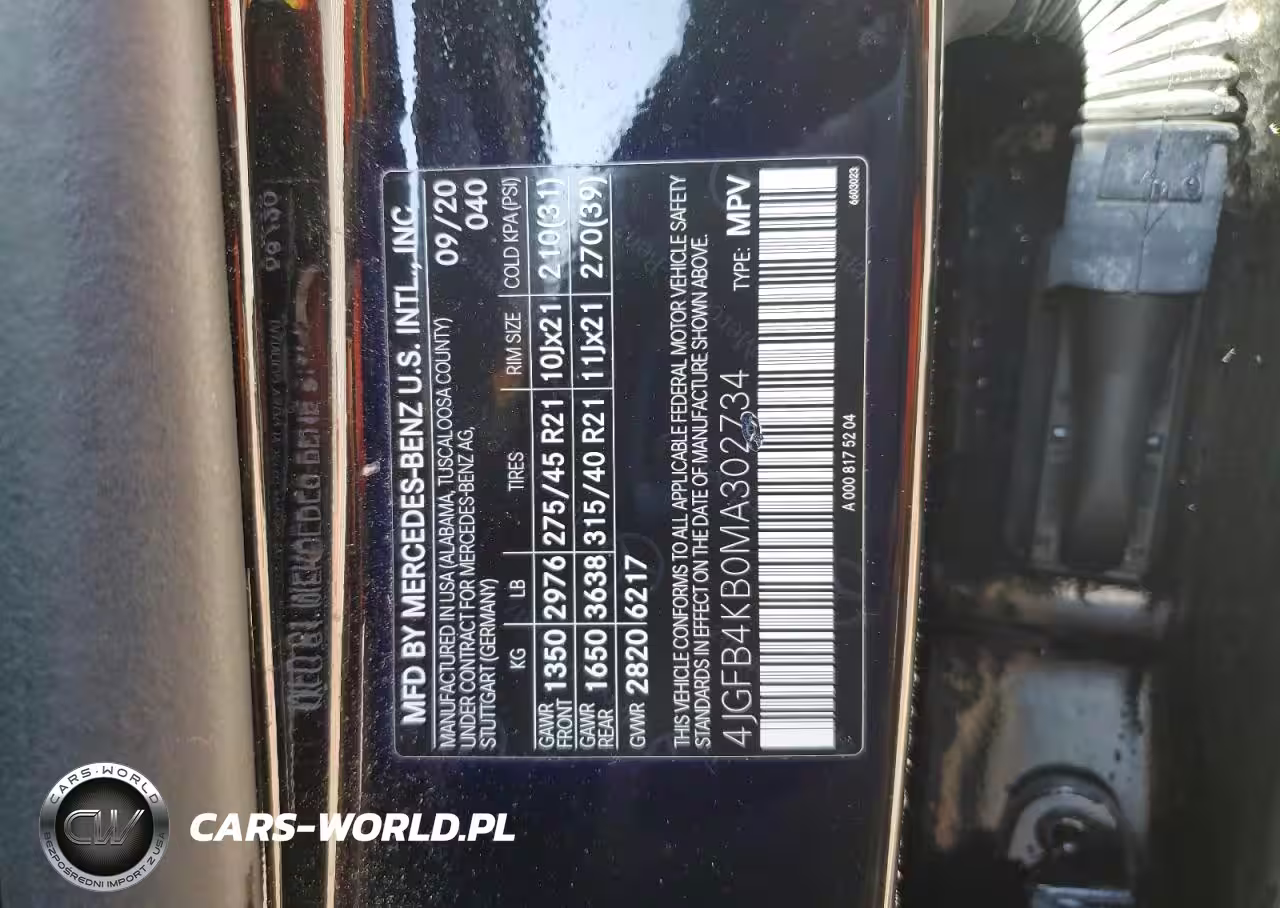 MFD BY MERCEDES-BENZ U.S. INTL., INC.
MANUFACTURED IN USA (ALABAMA, TUSCALOOSA COUNTY) 09/20
UNDER CONTRACT FOR MERCEDES-BENZ AG, 040
STUTTGART (GERMANY)
KG LB TIRES RIM SIZE COLD KPA (PSI)
GAWR FRONT 1350 2976 275/45 R21 10Jx21 210(31)
GAWR REAR 1650 3638 315/40 R21 11Jx21 270(39)
GVWR 2820 6217
THIS VEHICLE CONFORMS TO ALL APPLICABLE FEDERAL MOTOR VEHICLE SAFETY
STANDARDS IN EFFECT ON THE DATE OF MANUFACTURE SHOWN ABOVE.
4JGFB4KB0MA302734 TYPE: MPV
A 000 817 52 04 6603023
CARS-WORLD
CW
BEZPOŚREDNI IMPORT Z USA
CARS-WORLD.PL